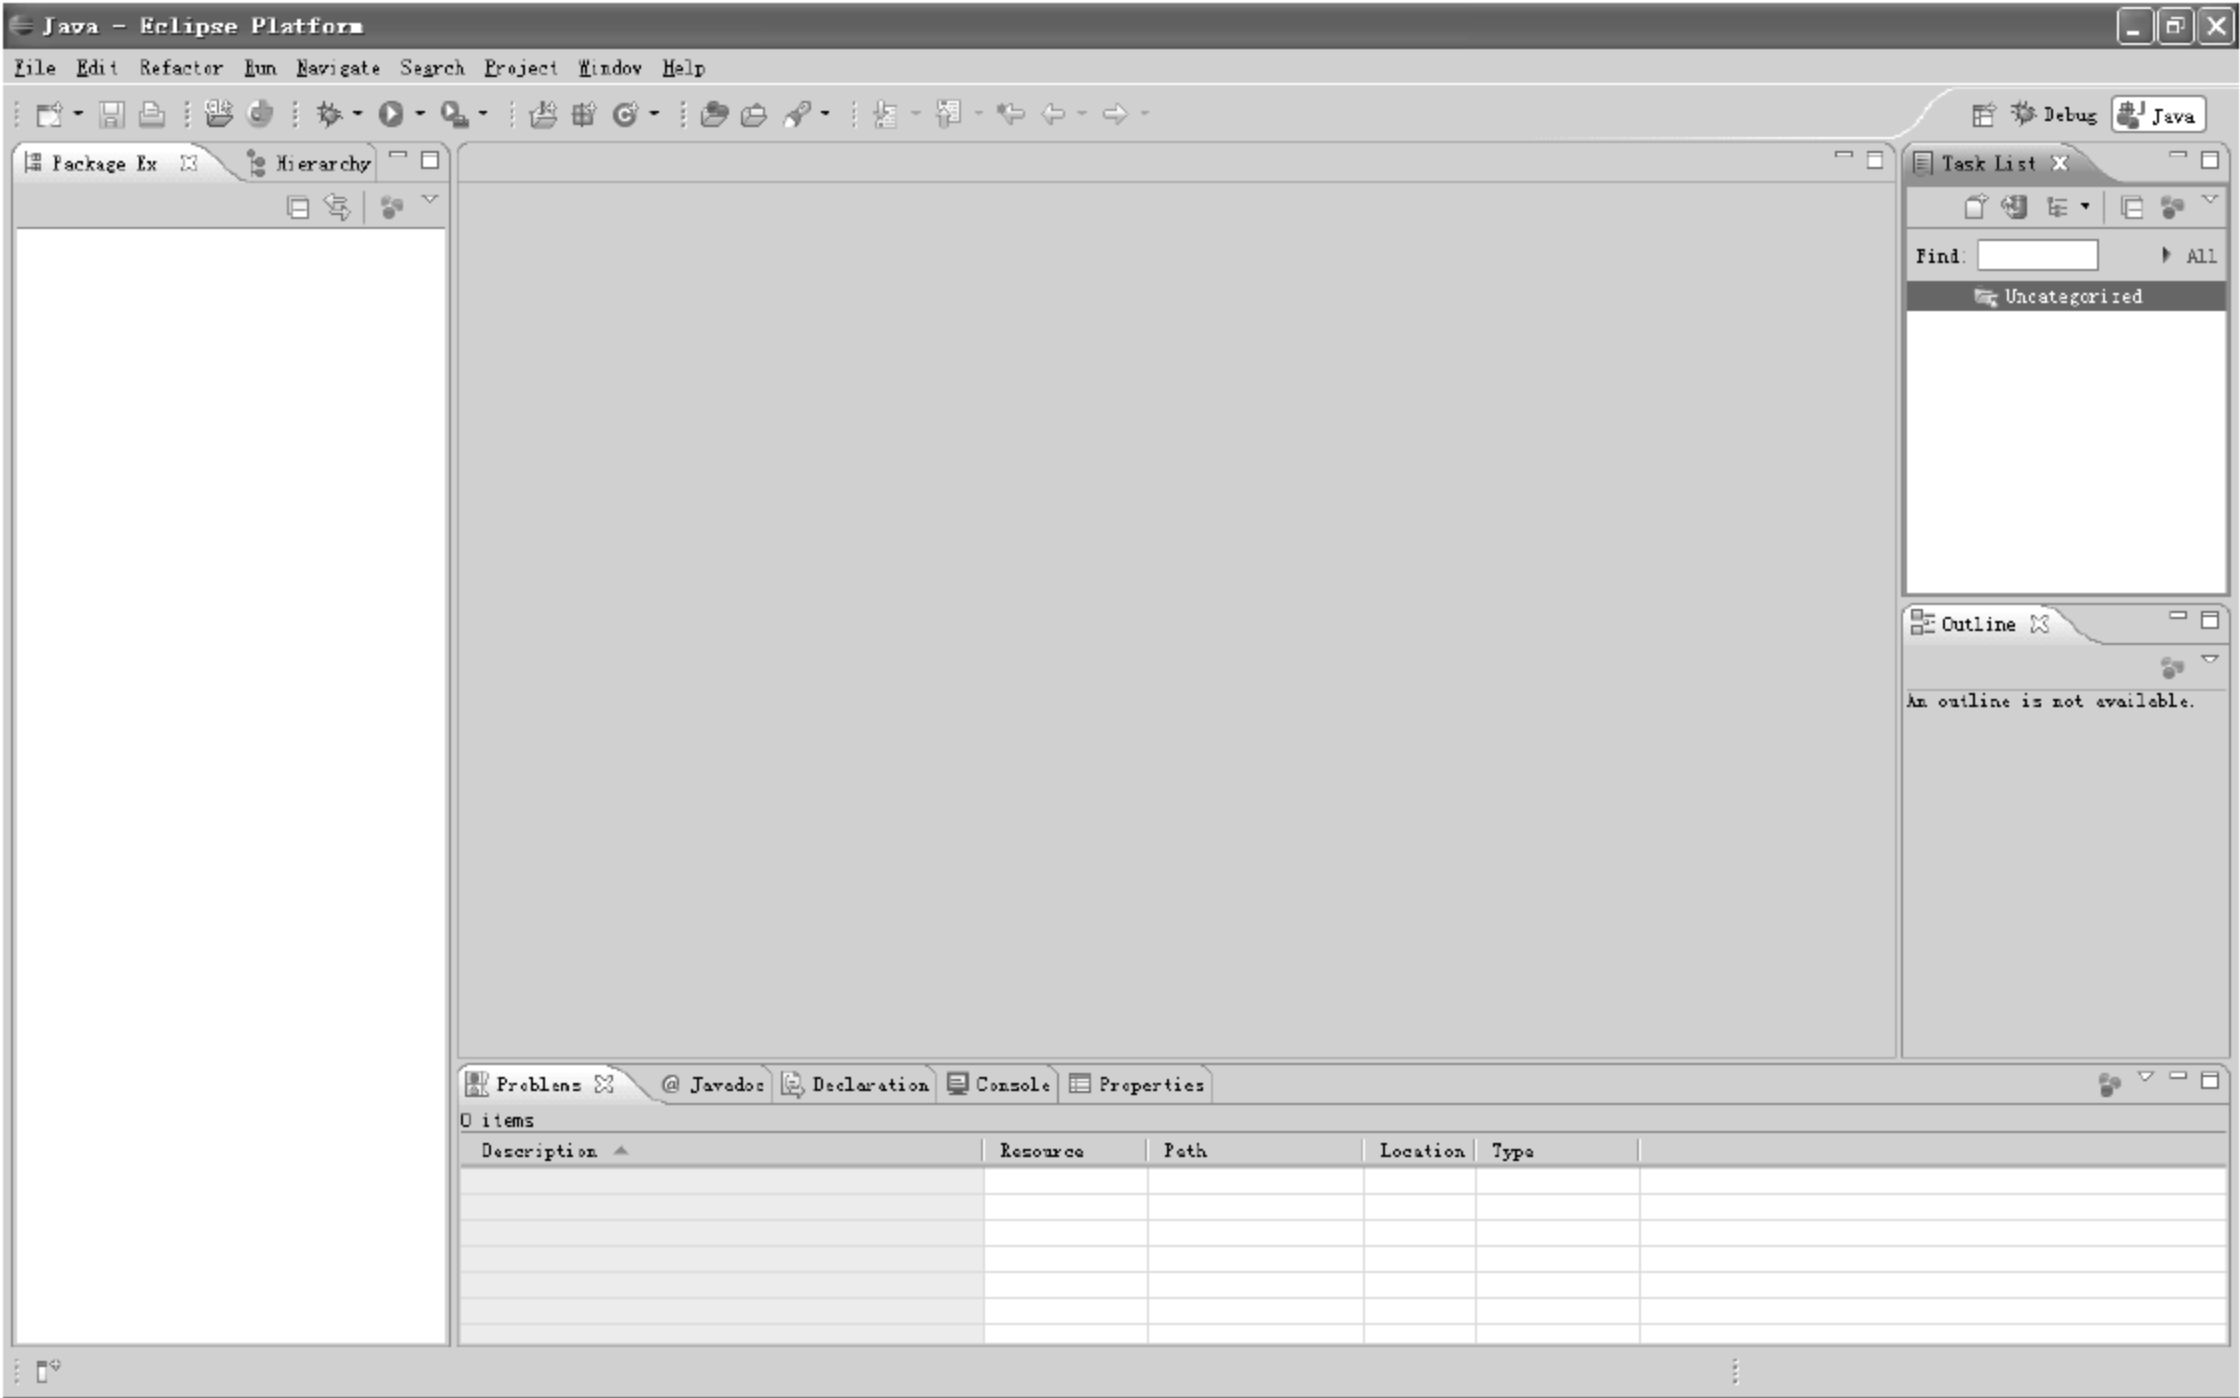 Java - Eclipse Platform
File Edit Refactor Run Navigate Search Project Window Help
Debug Java
Package Ex Hierarchy
Task List
Find: All
Uncategorized
Outline
An outline is not available.
Problems @ Javadoc Declaration Console Properties
0 items
Description Resource Path Location Type